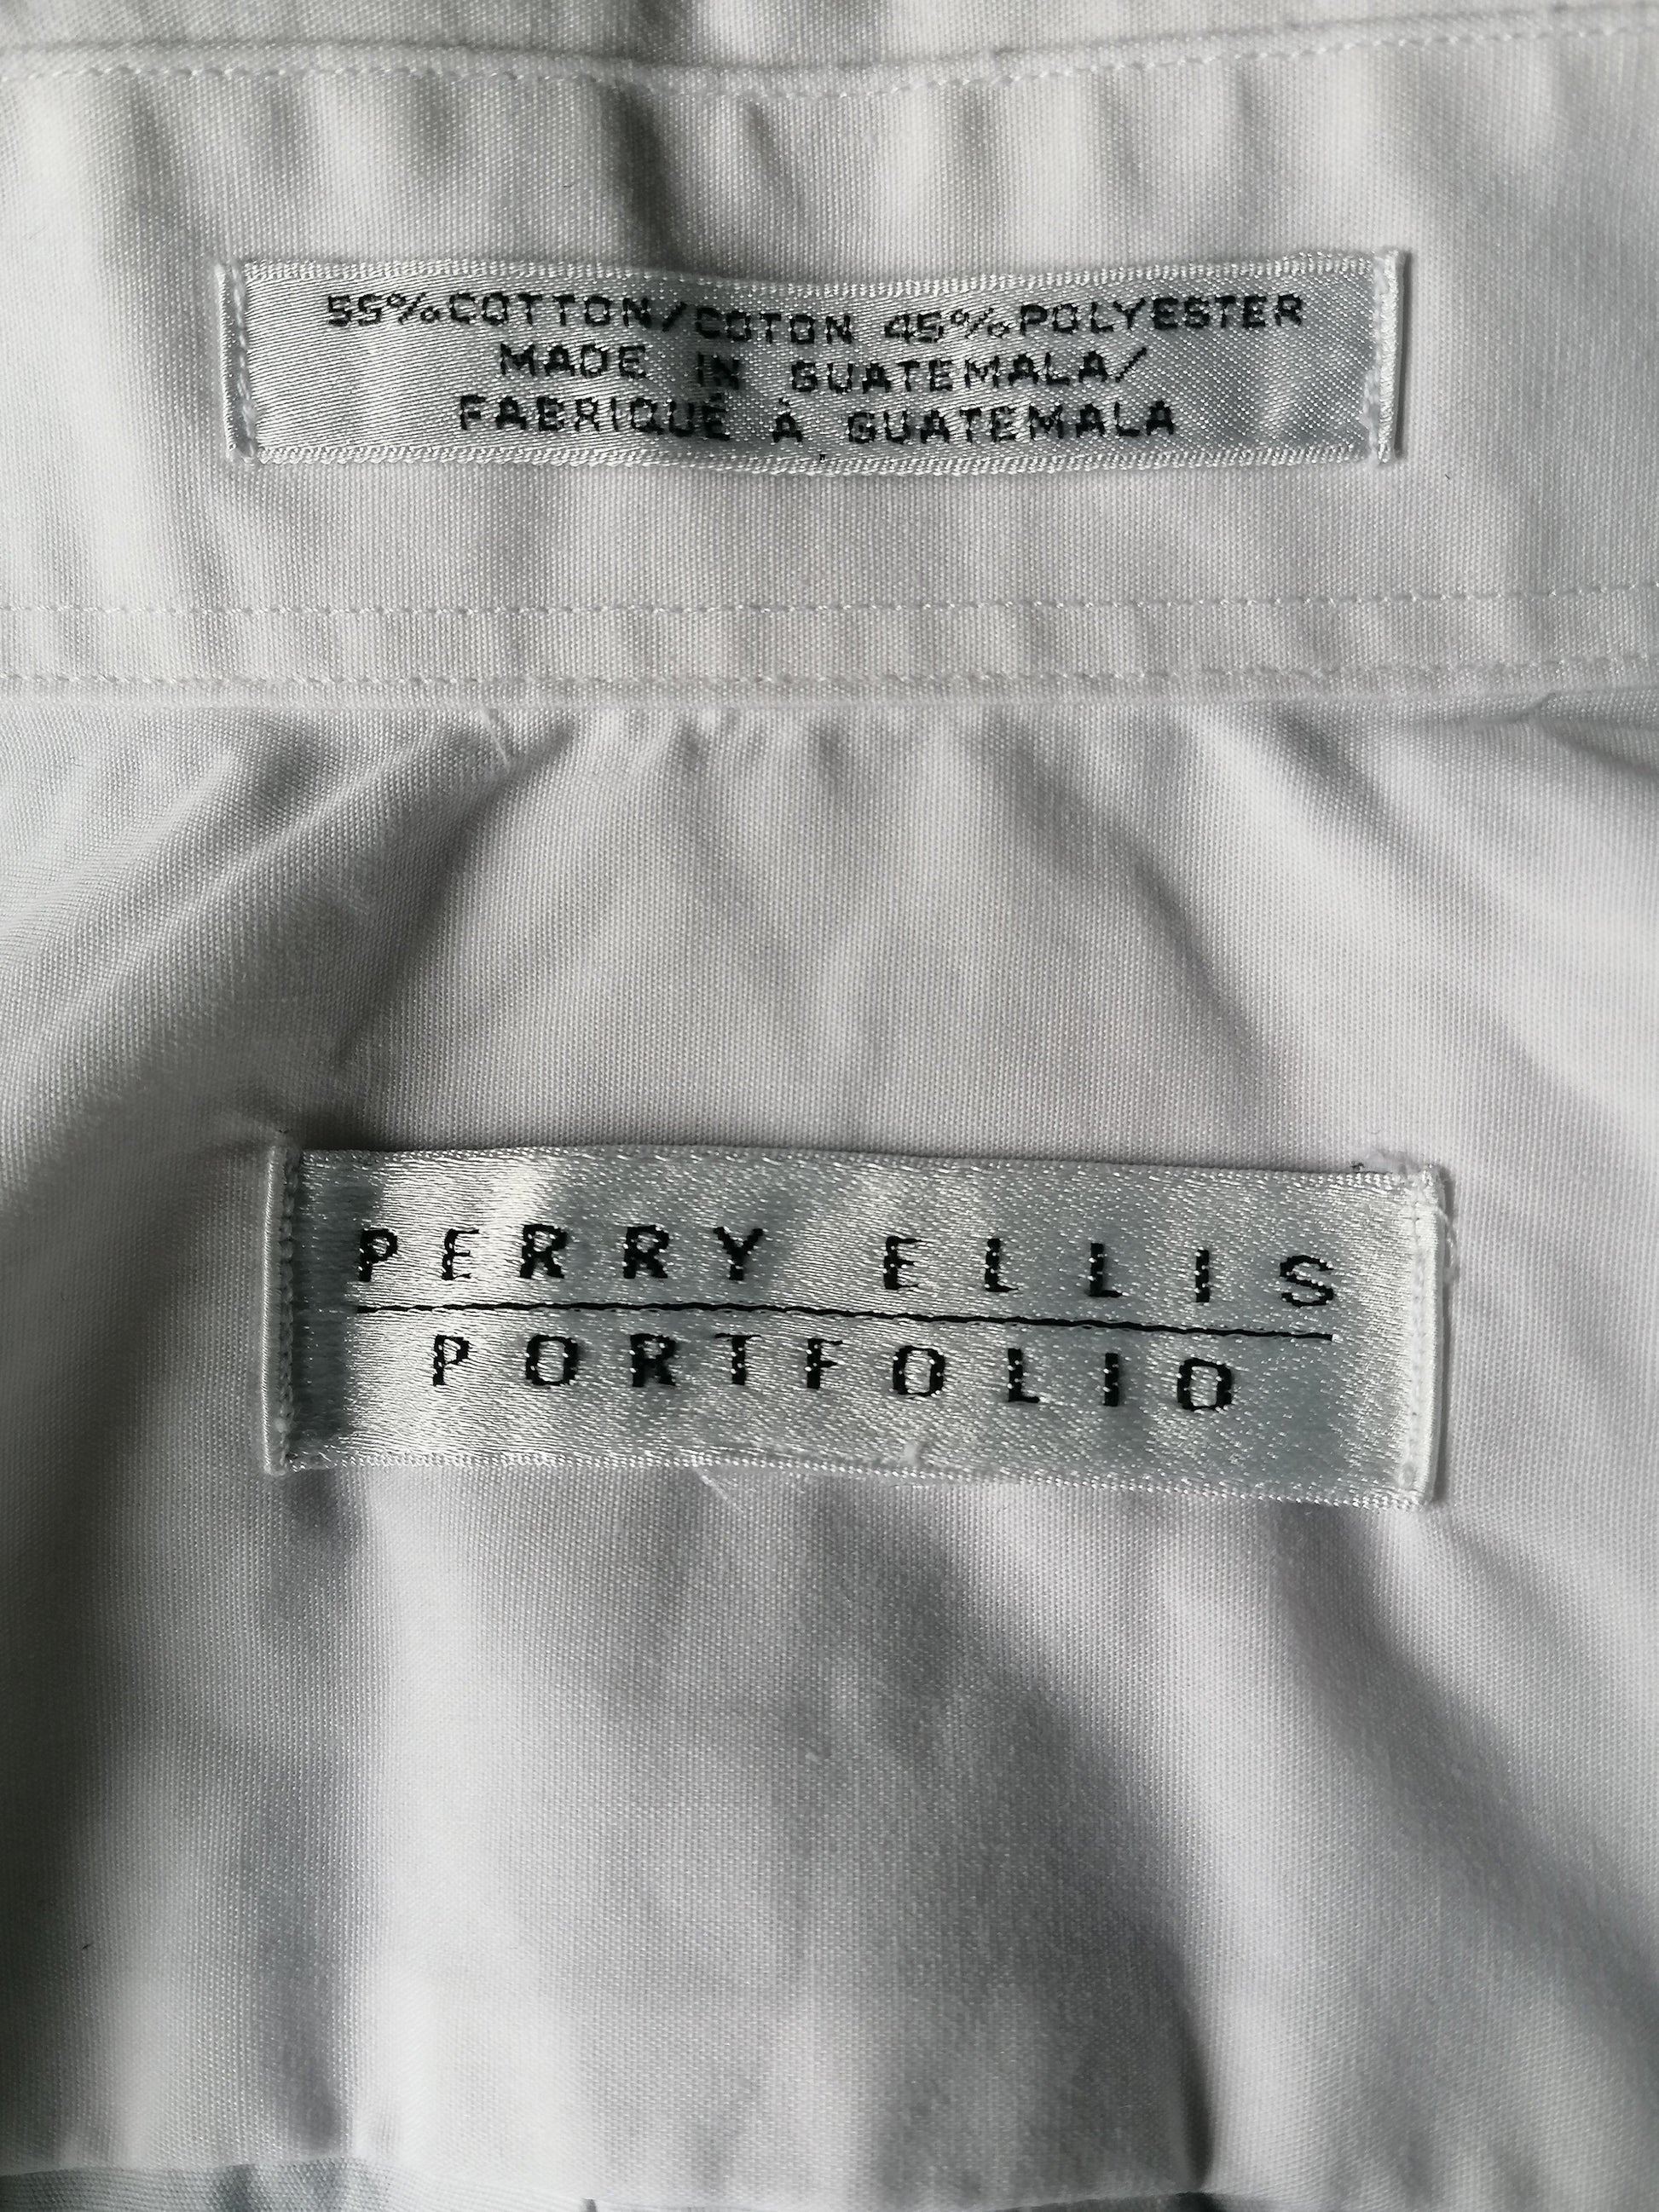 55%COTTON/COTON 45%POLYESTER
MADE IN GUATEMALA/
FABRIQUÉ À GUATEMALA
PERRY ELLIS
PORTFOLIO